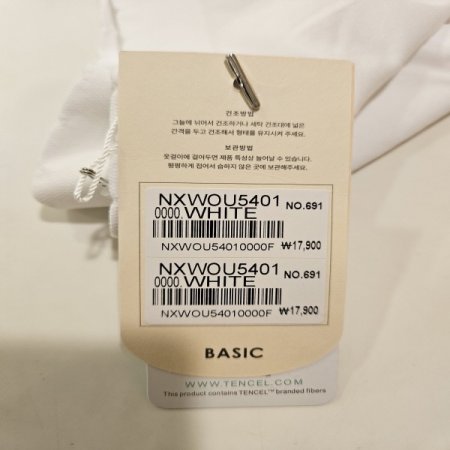 건조방법
그늘에 뉘어서 건조하거나 세탁 건조대에 넓은
간격을 두고 건조해서 형태를 유지시켜 주세요.
보관방법
옷걸이에 걸어두면 제품 특성상 늘어날 수 있습니다.
평평하게 접어서 습하지 않은 곳에 보관해주세요.
NXWOU5401 NO.691
0000.WHITE
NXWOU54010000F ₩17,900
NXWOU5401 NO.691
0000.WHITE
NXWOU54010000F ₩17,900
BASIC
WWW.TENCEL.COM
This product contains TENCEL™ branded fibers